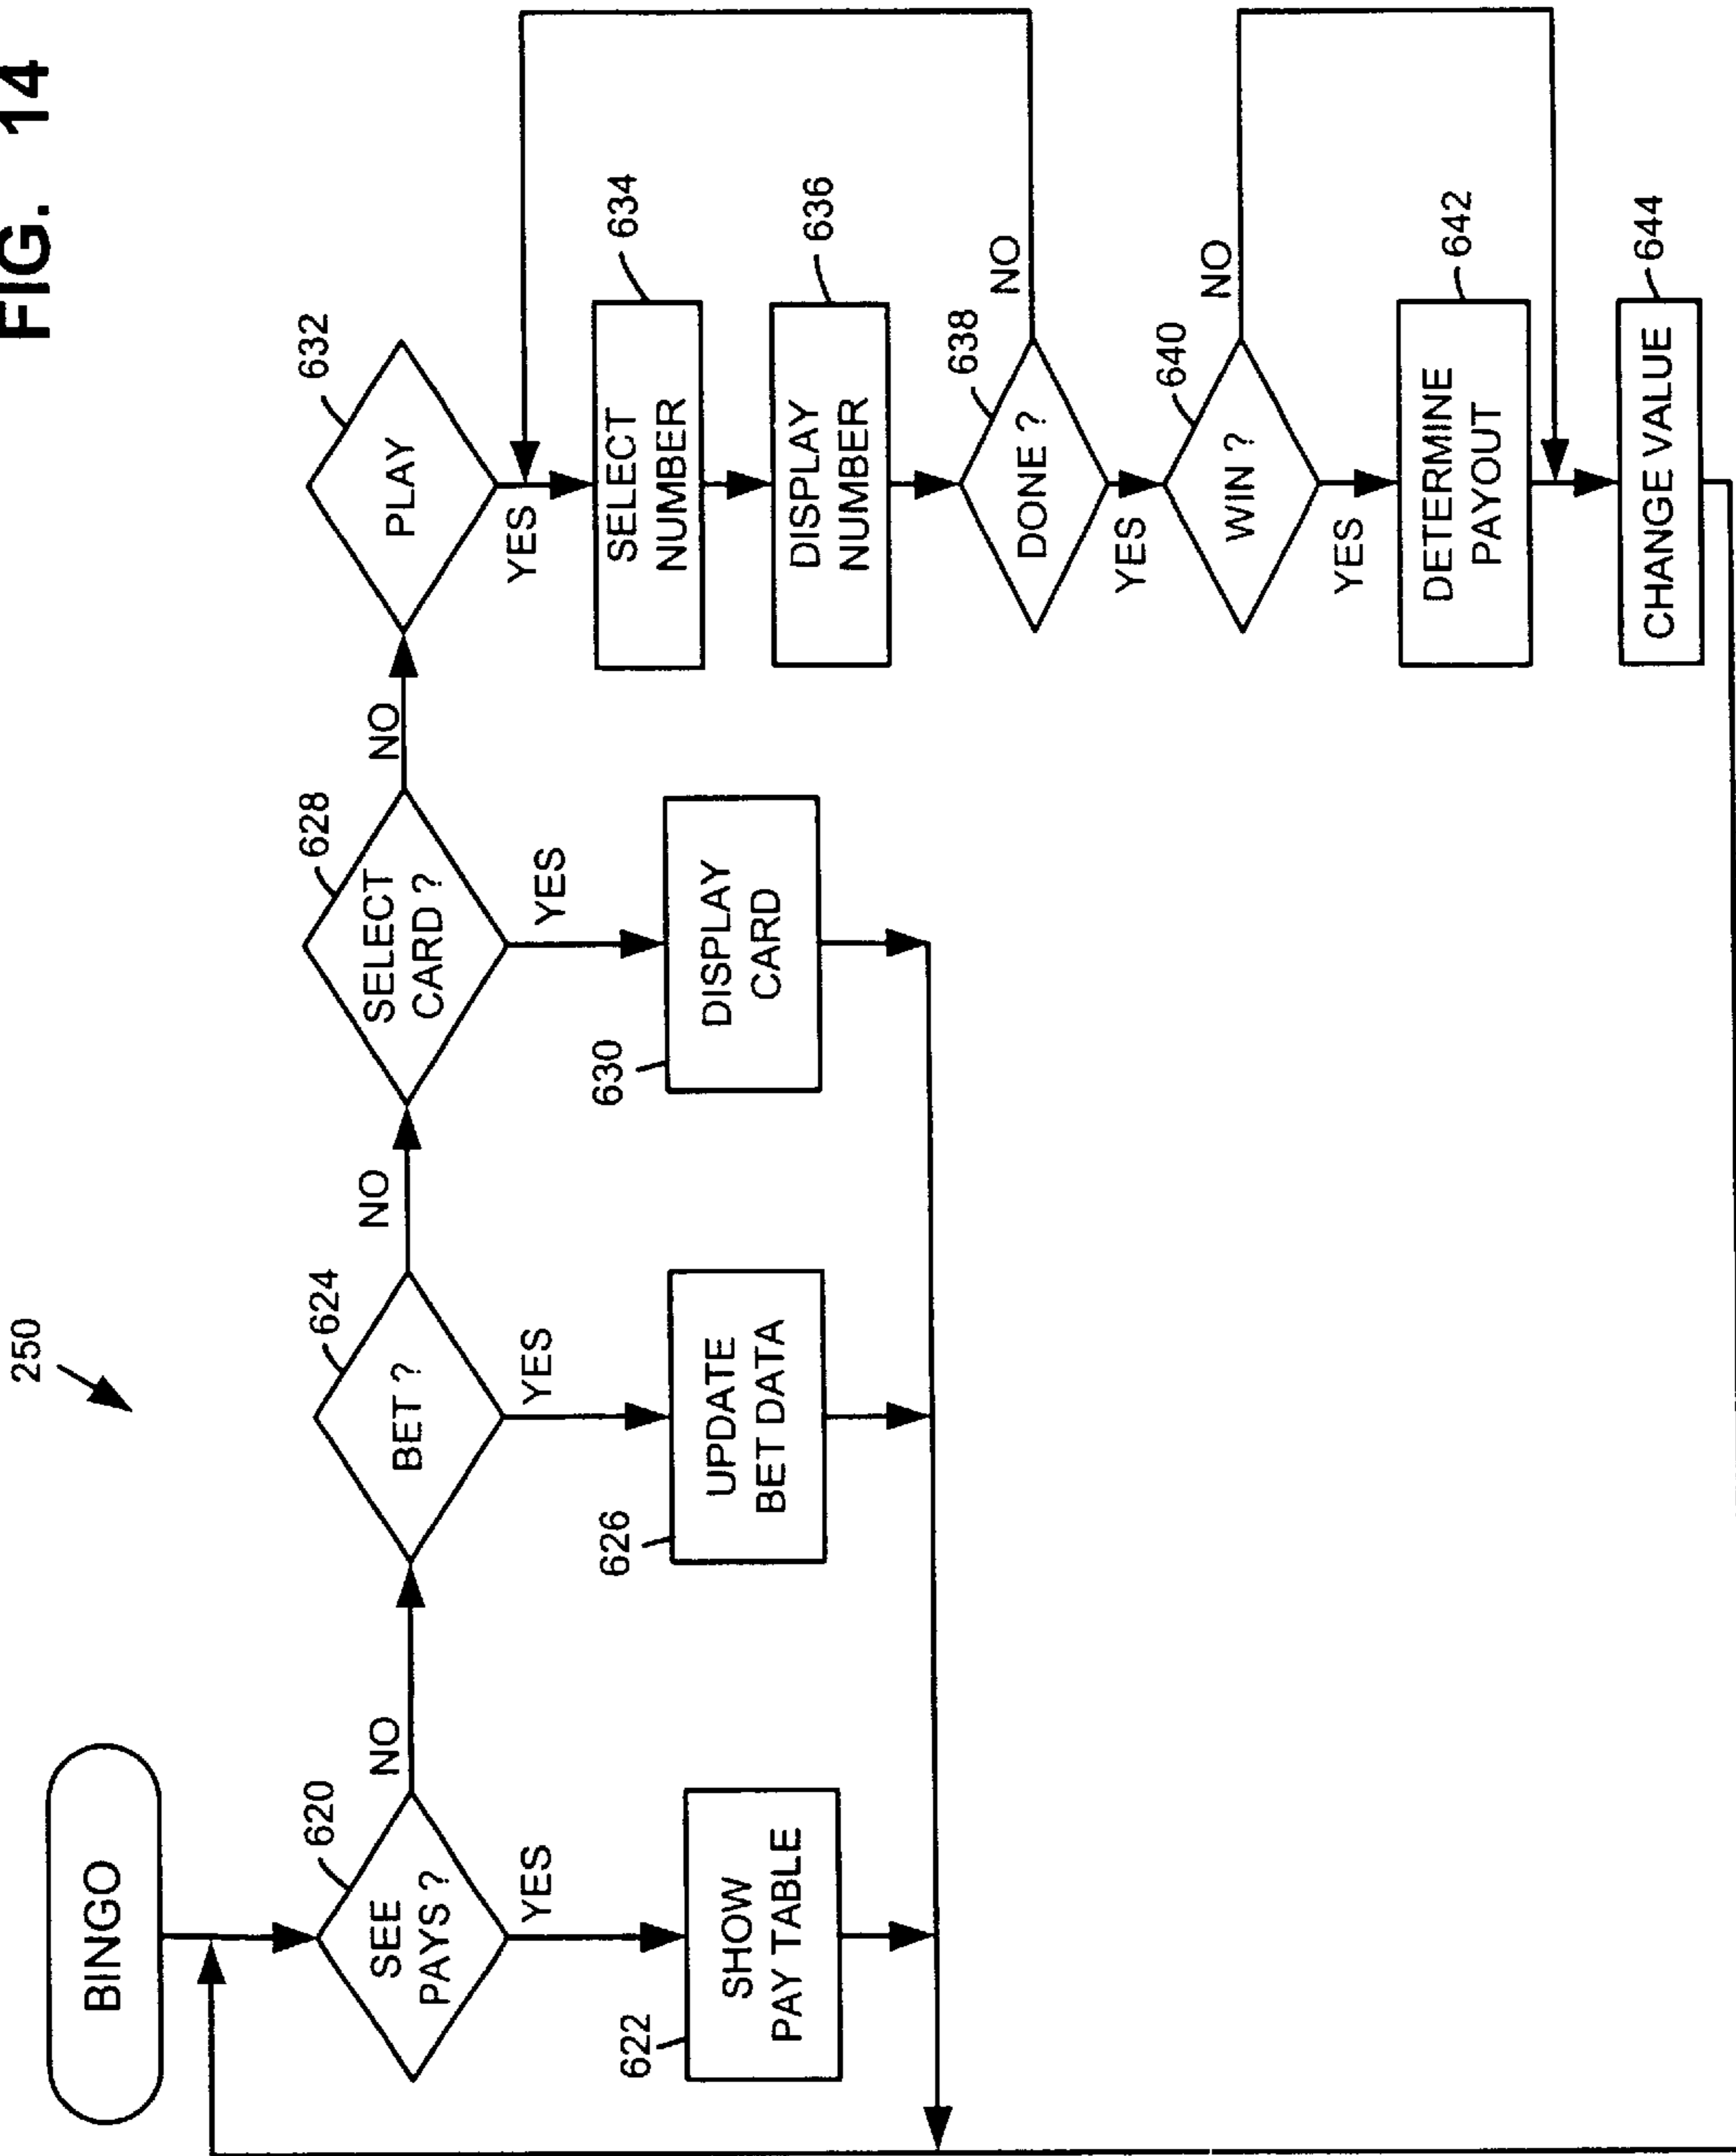 FIG. 14
250
BINGO
620
SEE
PAYS ?
NO
YES
622
SHOW
PAY TABLE
624
BET ?
NO
YES
626
UPDATE
BET DATA
628
SELECT
CARD ?
NO
YES
630
DISPLAY
CARD
632
PLAY
YES
634
SELECT
NUMBER
636
DISPLAY
NUMBER
638
DONE ?
NO
YES
640
WIN ?
NO
YES
642
DETERMINE
PAYOUT
644
CHANGE VALUE